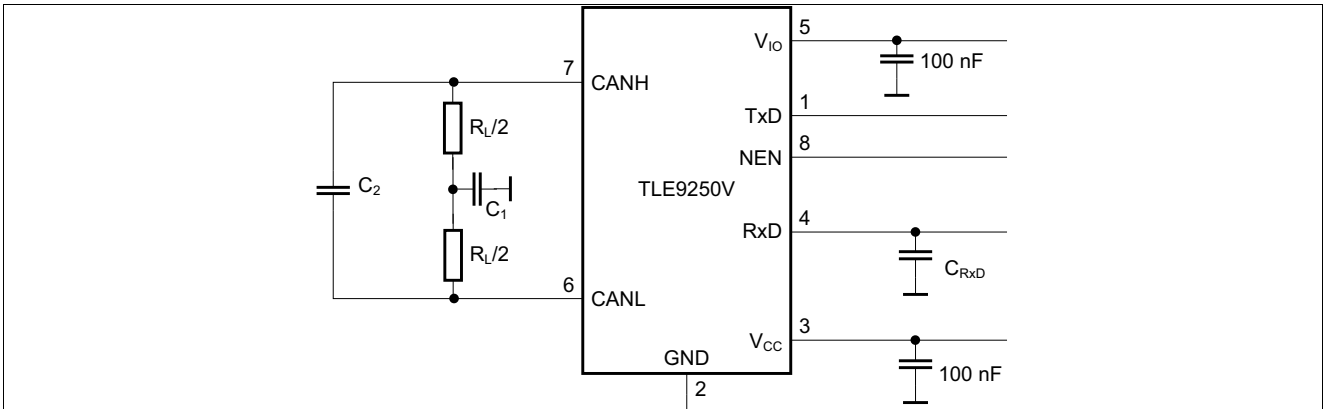 V_IO
5
100 nF
7
CANH
TxD
1
R_L/2
NEN
8
C_2
TLE9250V
C_1
RxD
4
R_L/2
C_RxD
6
CANL
V_CC
3
GND
100 nF
2